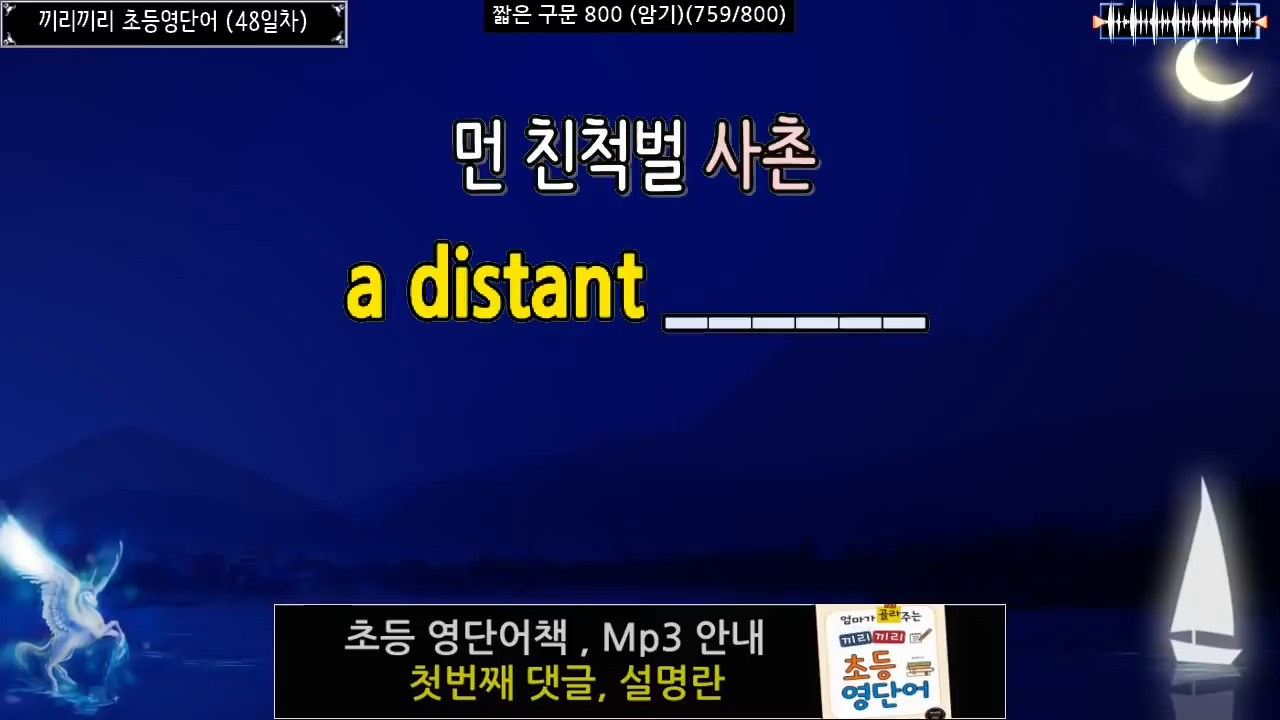 끼리끼리 초등영단어 (48일차)
짧은 구문 800 (암기)(759/800)
먼 친척벌 사촌
a distant ______
초등 영단어책 , Mp3 안내
첫번째 댓글, 설명란
엄마가 골라주는
끼리끼리
초등
영단어